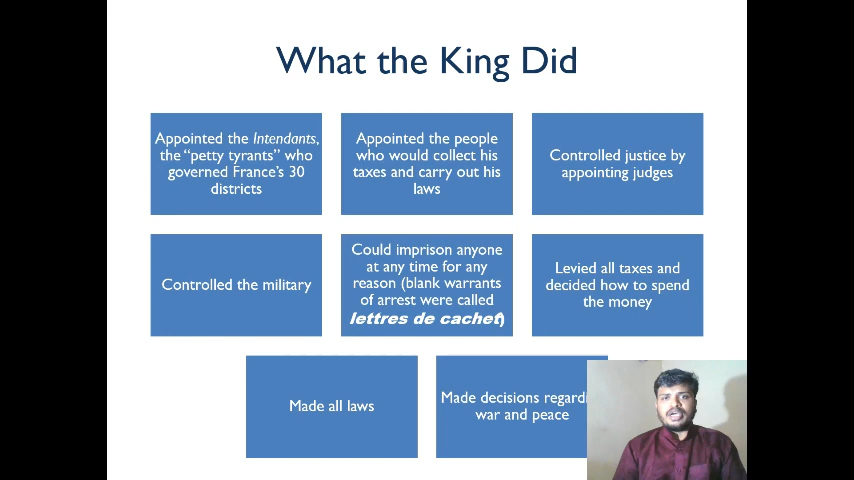 What the King Did
Appointed the Intendants,
the “petty tyrants” who
governed France’s 30
districts
Appointed the people
who would collect his
taxes and carry out his
laws
Controlled justice by
appointing judges
Controlled the military
Could imprison anyone
at any time for any
reason (blank warrants
of arrest were called
lettres de cachet)
Levied all taxes and
decided how to spend
the money
Made all laws
Made decisions
war and peace